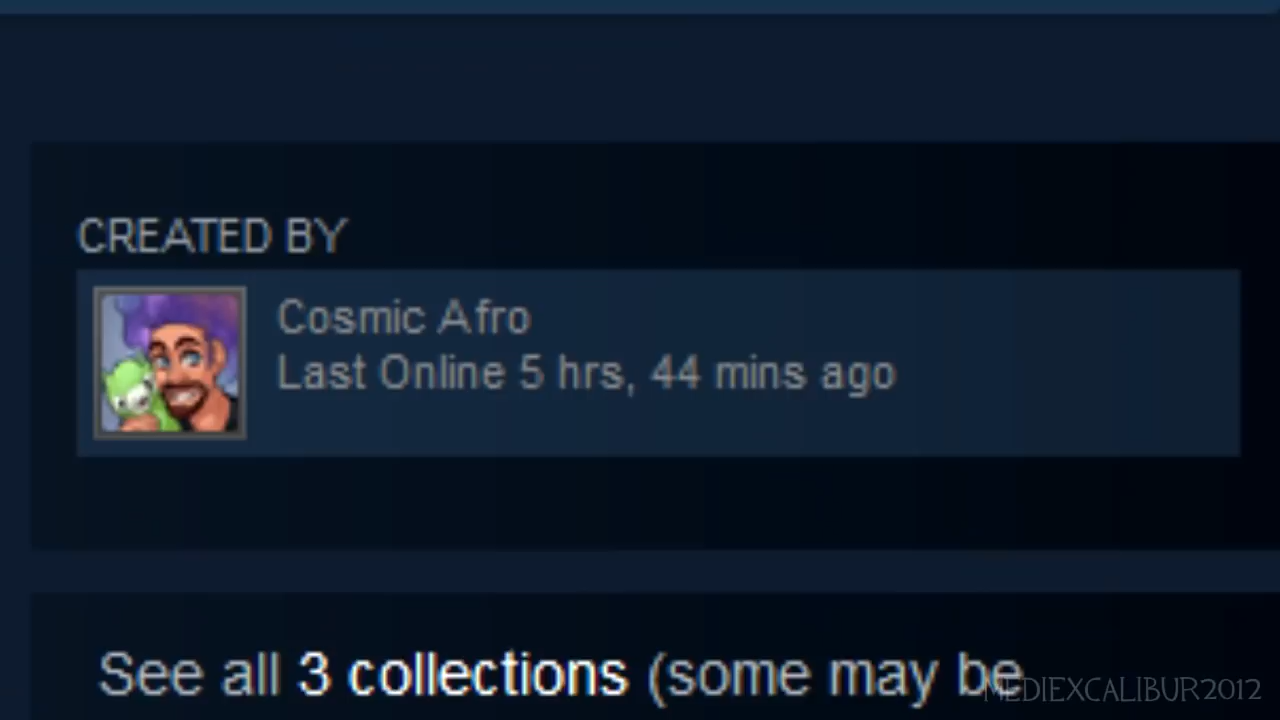 CREATED BY
Cosmic Afro
Last Online 5 hrs, 44 mins ago
See all 3 collections (some may be
MEDIEXCALIBUR2012